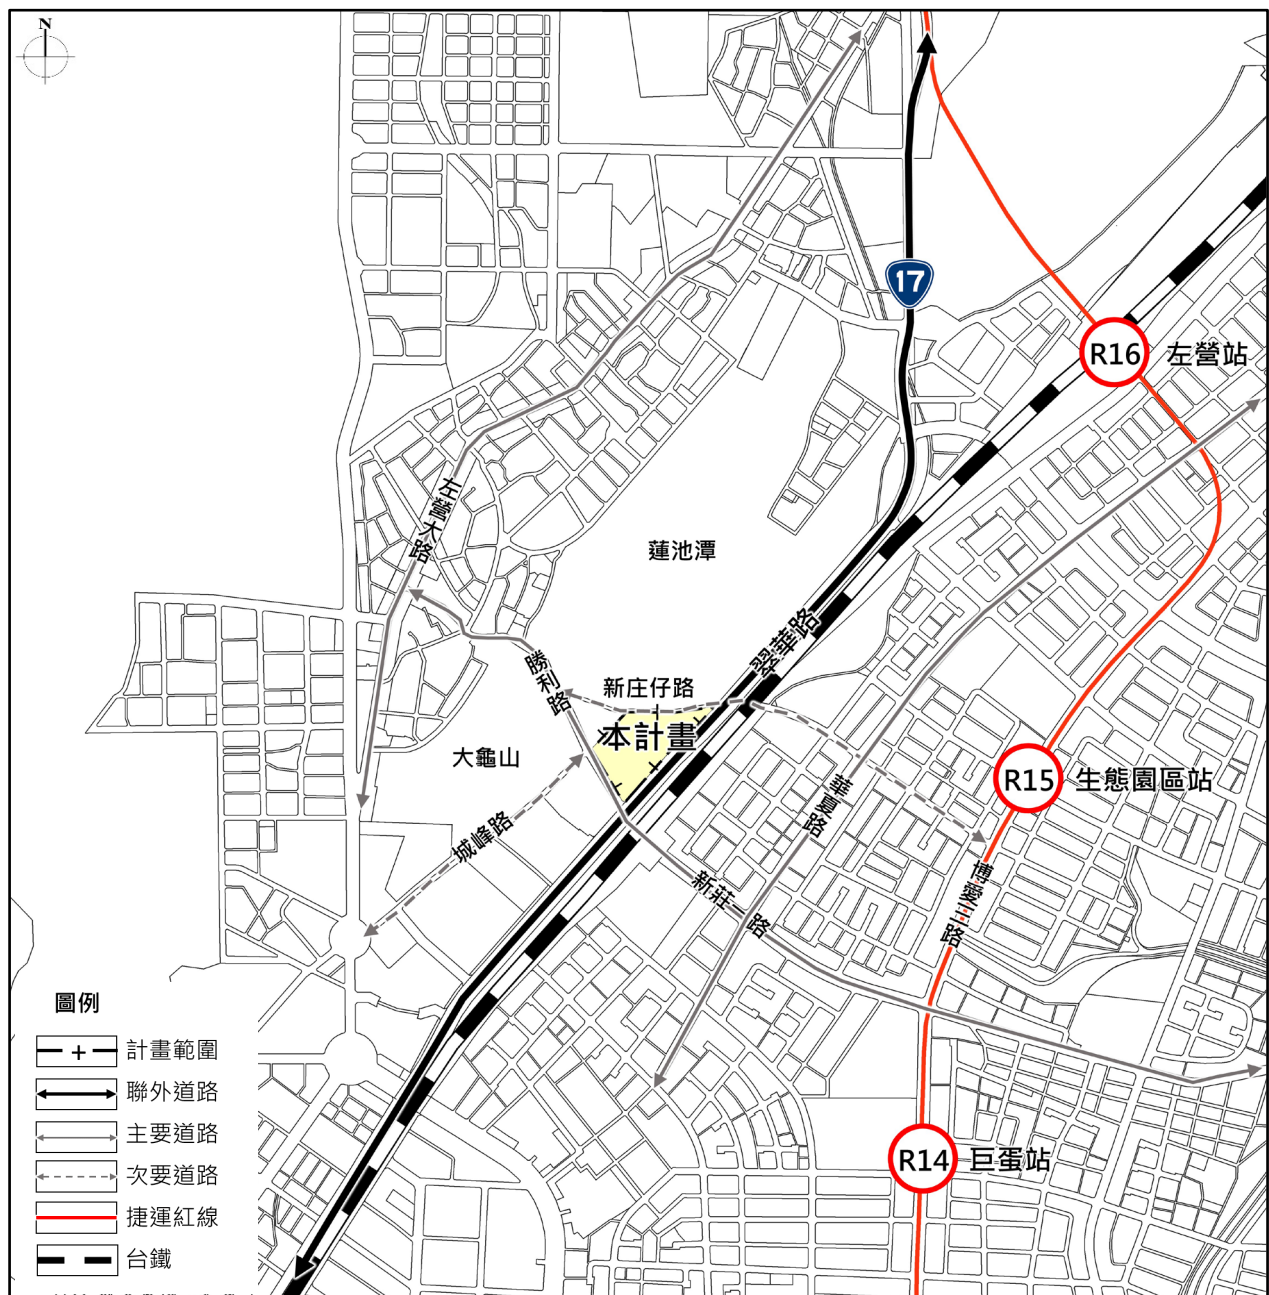 N
17
R16 左營站
左營大路
蓮池潭
翠華路
勝利路
新庄仔路
本計畫
大龜山
R15 生態園區站
華夏路
城峰路
新莊一路
博愛三路
R14 巨蛋站
圖例
計畫範圍
聯外道路
主要道路
次要道路
捷運紅線
台鐵